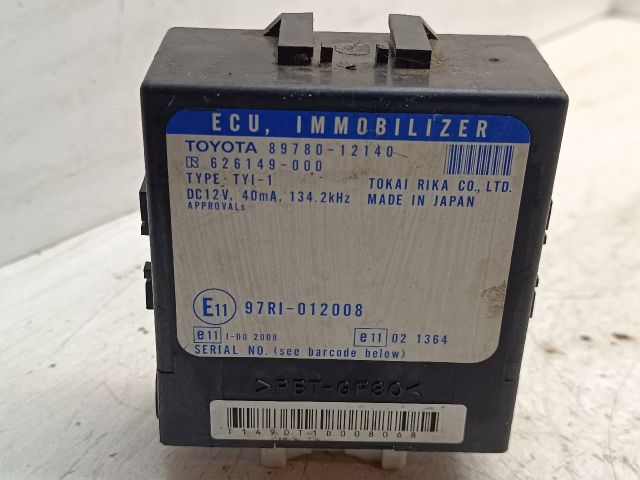 ECU, IMMOBILIZER
TOYOTA 89780-12140
R 626149-000
TYPE TYI-1 TOKAI RIKA CO., LTD.
DC12V, 40mA, 134.2kHz MADE IN JAPAN
APPROVALs
E11 97RI-012008
e11 1-00 2008 e11 02 1364
SERIAL NO. (see barcode below)
>PBT-GF30<
T1490T1D008068